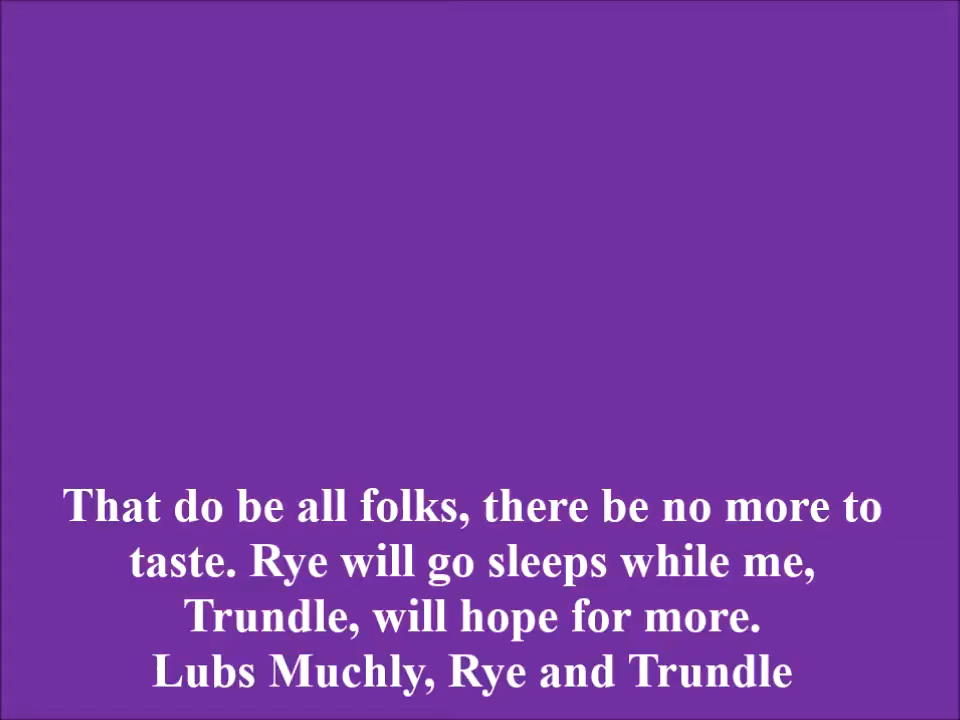 That do be all folks, there be no more to
taste. Rye will go sleeps while me,
Trundle, will hope for more.
Lubs Muchly, Rye and Trundle